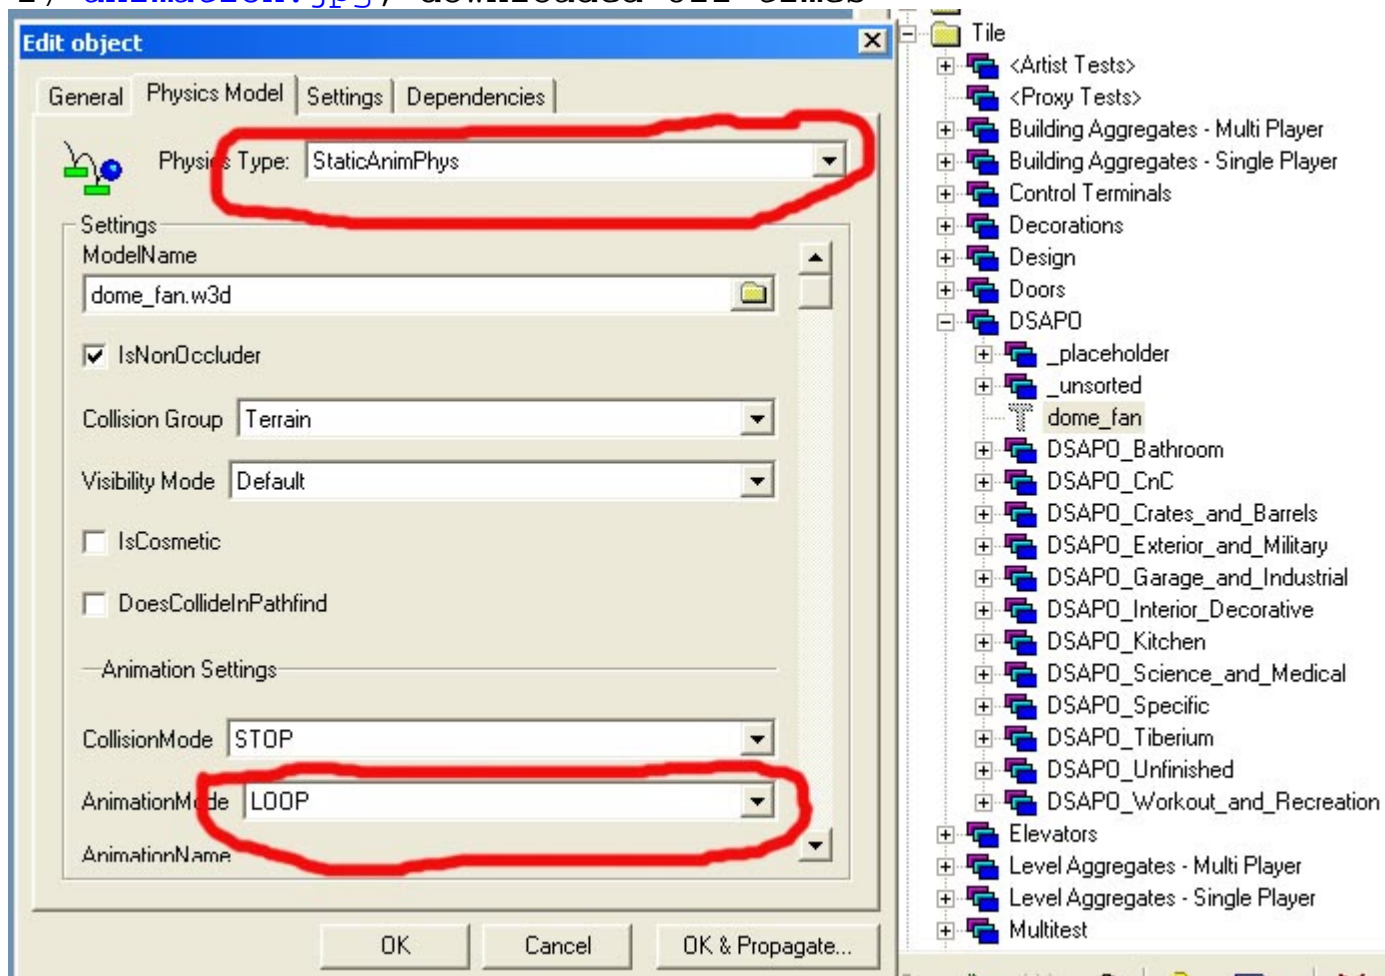 Edit object
General Physics Model Settings Dependencies
Physics Type: StaticAnimPhys
Settings
ModelName
dome_fan.w3d
IsNonOccluder
Collision Group Terrain
Visibility Mode Default
IsCosmetic
DoesCollideInPathfind
Animation Settings
CollisionMode STOP
AnimationMode LOOP
AnimationName
OK Cancel OK & Propagate...
Tile
<Artist Tests>
<Proxy Tests>
Building Aggregates - Multi Player
Building Aggregates - Single Player
Control Terminals
Decorations
Design
Doors
DSAPO
_placeholder
_unsorted
dome_fan
DSAPO_Bathroom
DSAPO_CnC
DSAPO_Crates_and_Barrels
DSAPO_Exterior_and_Military
DSAPO_Garage_and_Industrial
DSAPO_Interior_Decorative
DSAPO_Kitchen
DSAPO_Science_and_Medical
DSAPO_Specific
DSAPO_Tiberium
DSAPO_Unfinished
DSAPO_Workout_and_Recreation
Elevators
Level Aggregates - Multi Player
Level Aggregates - Single Player
Multitest